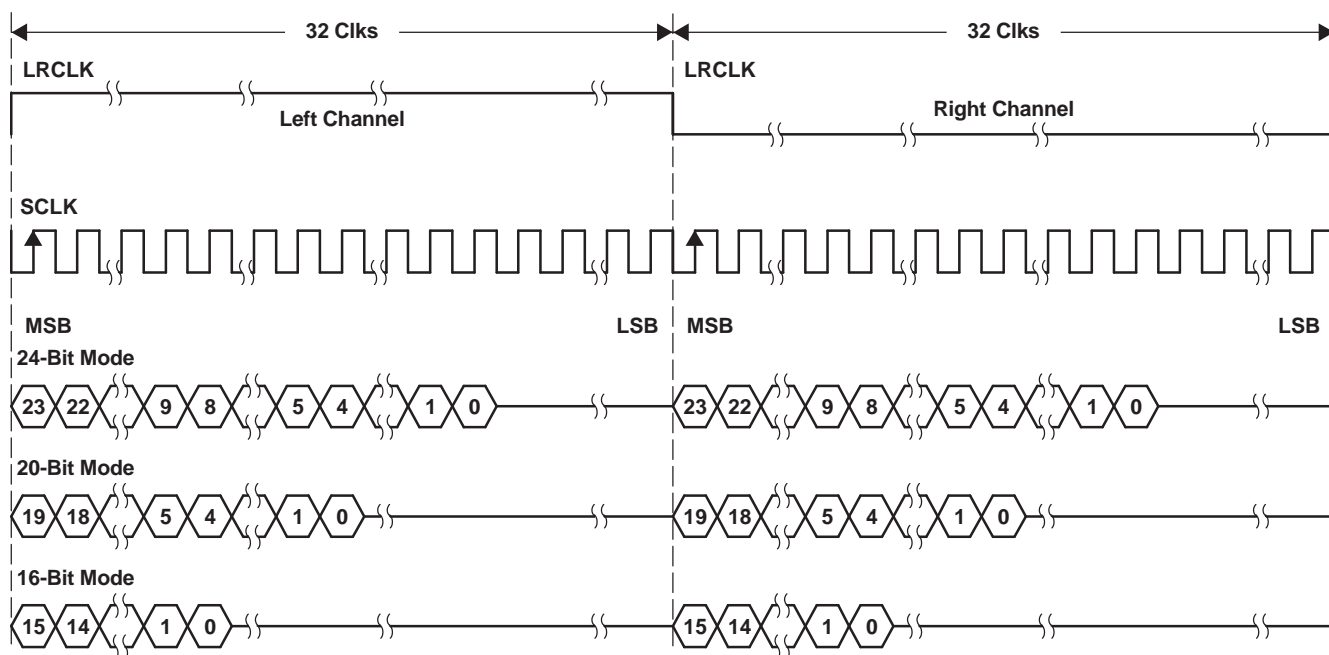 32 Clks 32 Clks
LRCLK LRCLK
Left Channel Right Channel
SCLK
MSB LSB MSB LSB
24-Bit Mode
23 22 9 8 5 4 1 0 23 22 9 8 5 4 1 0
20-Bit Mode
19 18 5 4 1 0 19 18 5 4 1 0
16-Bit Mode
15 14 1 0 15 14 1 0